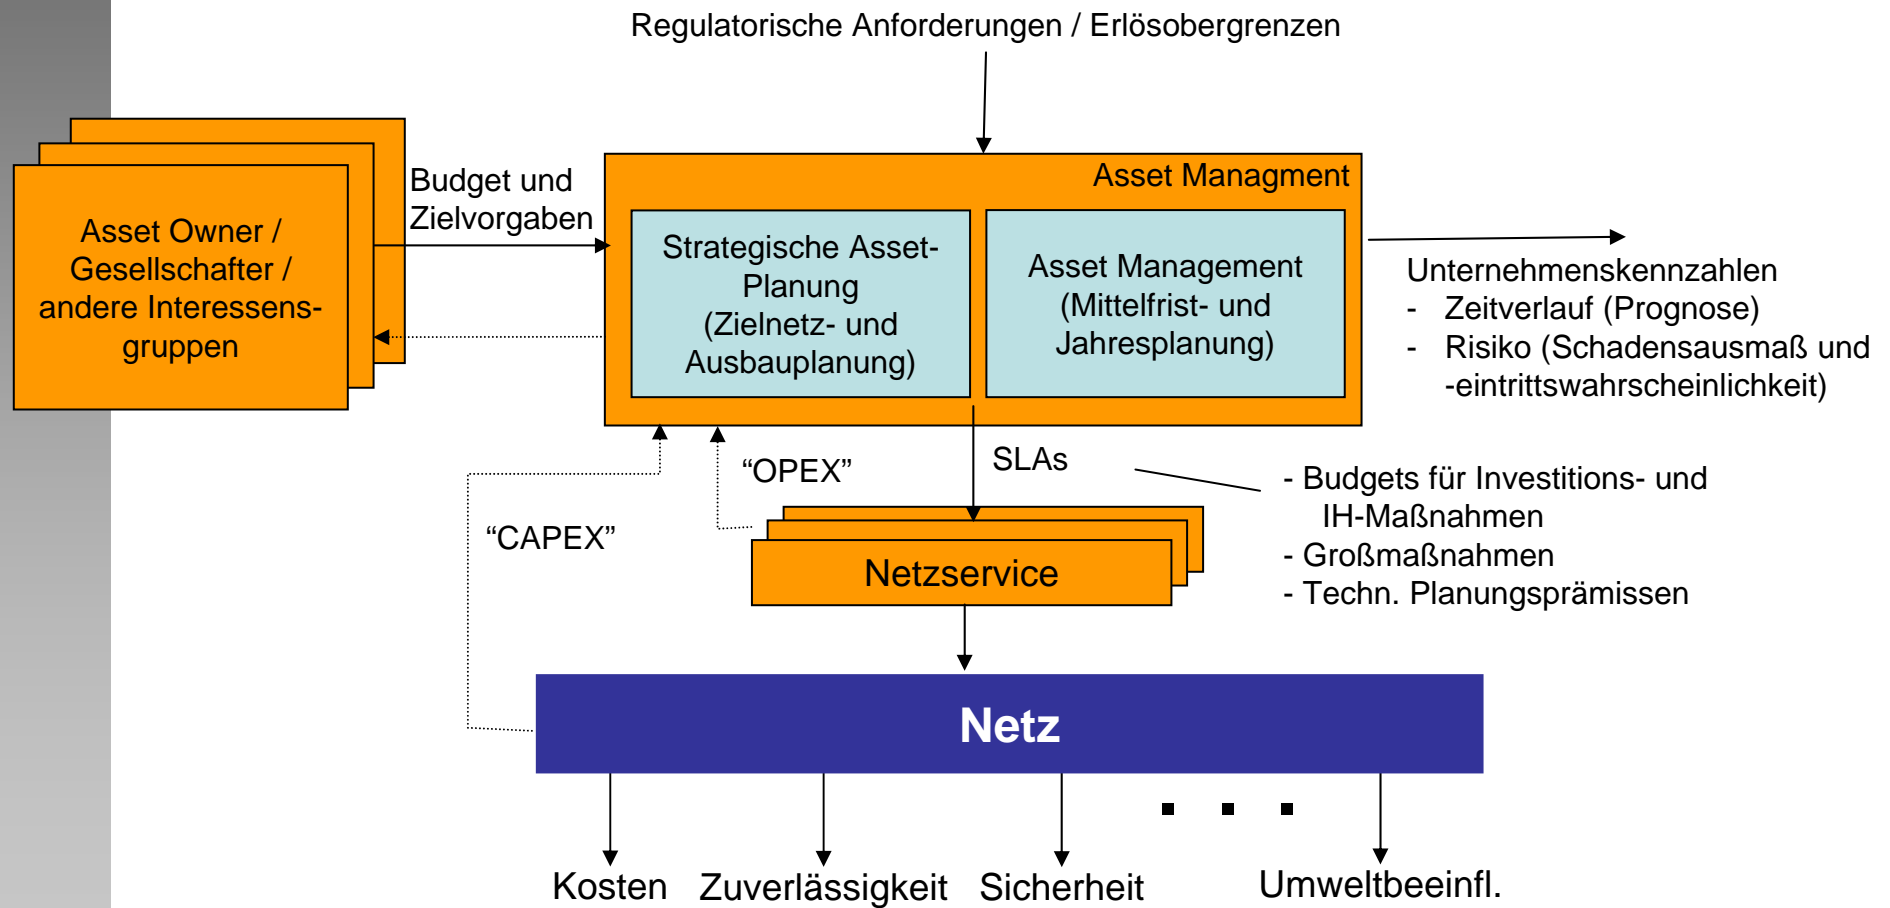 Regulatorische Anforderungen / Erlösobergrenzen
Asset Owner /
Gesellschafter /
andere Interessens-
gruppen
Budget und
Zielvorgaben
Asset Managment
Strategische Asset-
Planung
(Zielnetz- und
Ausbauplanung)
Asset Management
(Mittelfrist- und
Jahresplanung)
Unternehmenskennzahlen
- Zeitverlauf (Prognose)
- Risiko (Schadensausmaß und
-eintrittswahrscheinlichkeit)
“OPEX”
SLAs
“CAPEX”
- Budgets für Investitions- und
IH-Maßnahmen
- Großmaßnahmen
- Techn. Planungsprämissen
Netzservice
Netz
Kosten
Zuverlässigkeit
Sicherheit
. . .
Umweltbeeinfl.